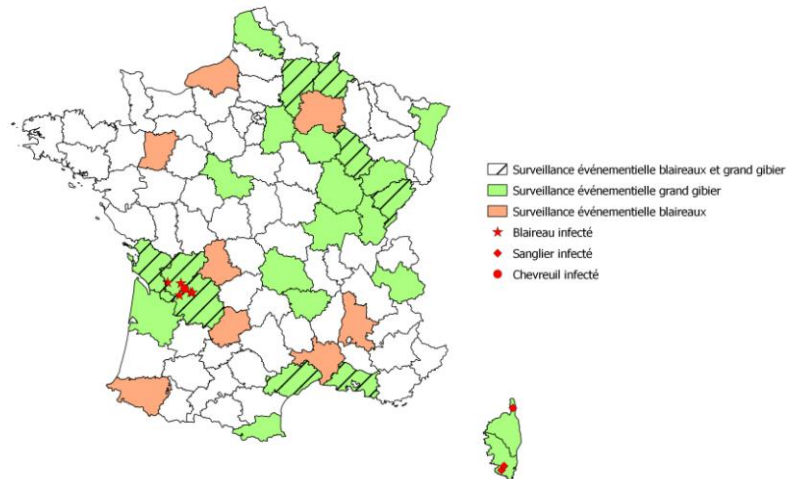 Surveillance événementielle blaireaux et grand gibier
Surveillance événementielle grand gibier
Surveillance événementielle blaireaux
Blaireau infecté
Sanglier infecté
Chevreuil infecté